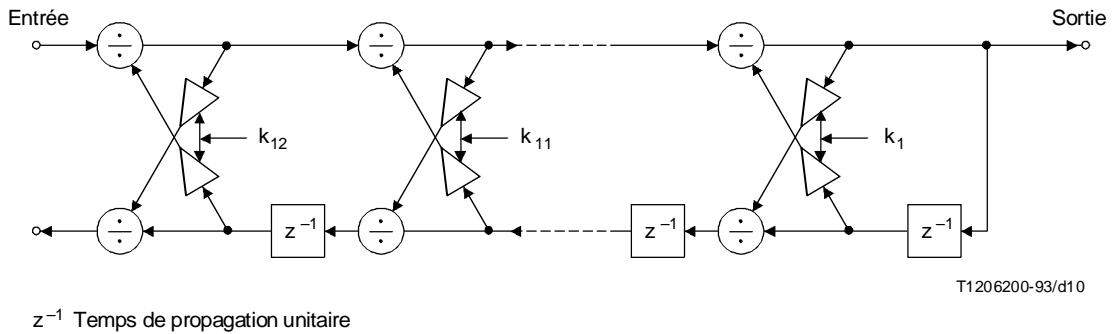 Entrée Sortie
÷ ÷ ÷
k₁₂ k₁₁ k₁
÷ z⁻¹ ÷ z⁻¹ ÷ z⁻¹
T1206200-93/d10
z⁻¹ Temps de propagation unitaire